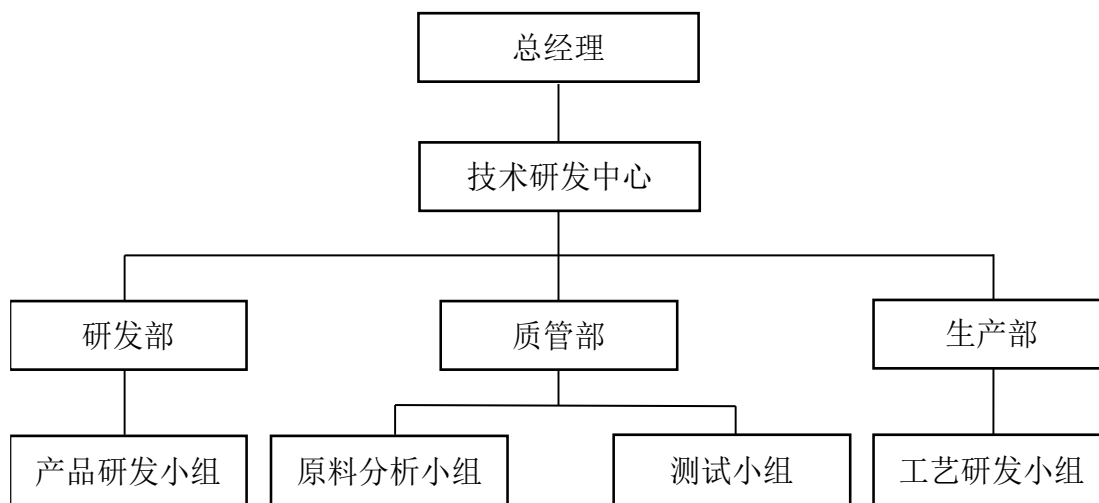 总经理
技术研发中心
研发部
质管部
生产部
产品研发小组
原料分析小组
测试小组
工艺研发小组